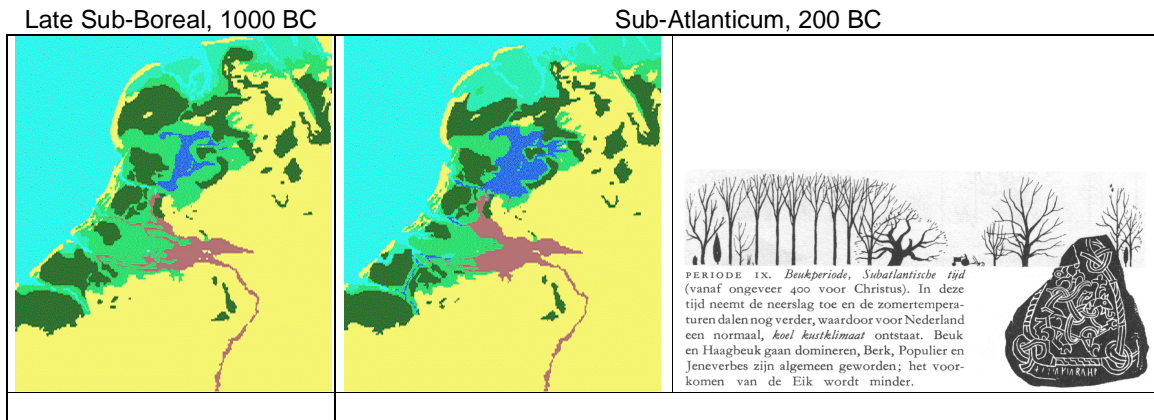 Late Sub-Boreal, 1000 BC
Sub-Atlanticum, 200 BC
PERIODE IX. Beukperiode, Subatlantische tijd
(vanaf ongeveer 400 voor Christus). In deze
tijd neemt de neerslag toe en de zomertempera-
turen dalen nog verder, waardoor voor Nederland
een normaal, koel kustklimaat ontstaat. Beuk
en Haagbeuk gaan domineren, Berk, Populier en
Jeneverbes zijn algemeen geworden; het voor-
komen van de Eik wordt minder.